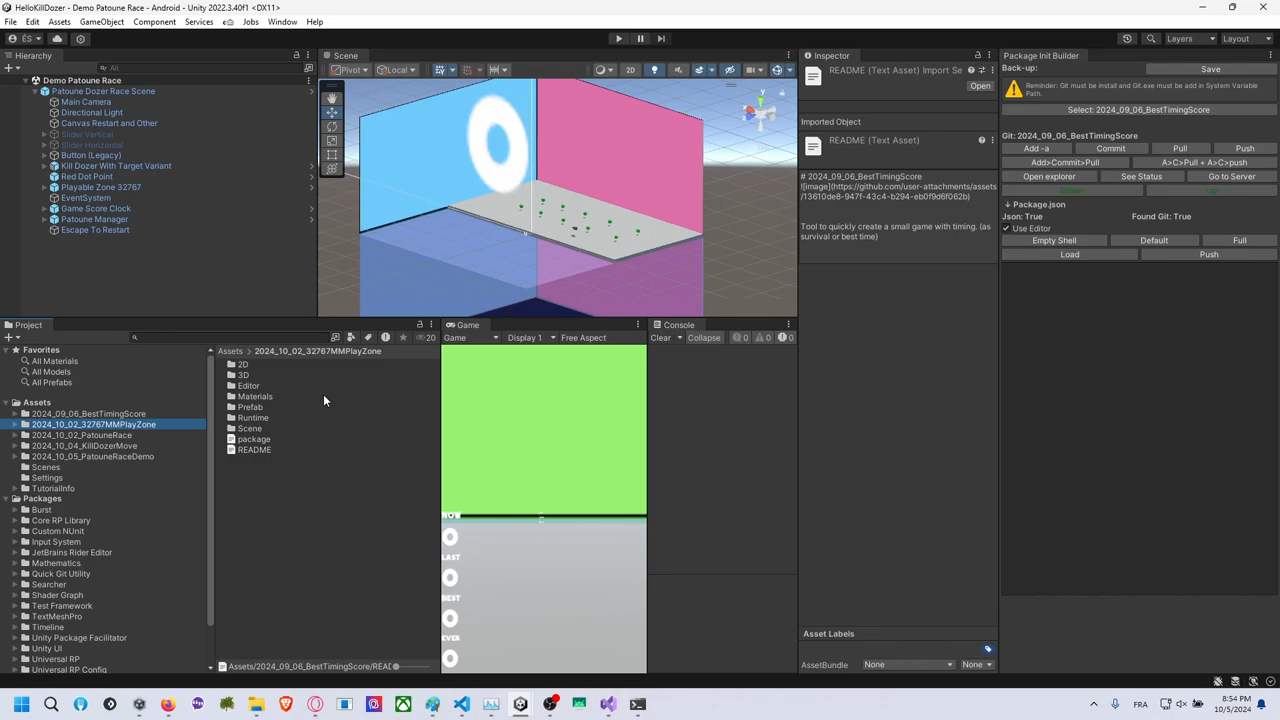 HelloKillDozer - Demo Patoune Race - Android - Unity 2022.3.40f1 <DX11>
File Edit Assets GameObject Component Services Jobs Window Help
ÉS Layers Layout
Hierarchy
All
Demo Patoune Race
Patoune Dozer Race Scene
Main Camera
Directional Light
Canvas Restart and Other
Slider Vertical
Slider Horizontal
Button (Legacy)
Kill Dozer With Target Variant
Red Dot Point
Playable Zone 32767
EventSystem
Game Score Clock
Patoune Manager
Escape To Restart
Scene
Pivot Local 2D
Inspector
README (Text Asset) Import Se
Open
Imported Object
README (Text Asset)
# 2024_09_06_BestTimingScore
![image](https://github.com/user-attachments/assets
/13610de8-947f-43c4-b294-eb0f9d6f062b)
Tool to quickly create a small game with timing. (as
survival or best time)
Asset Labels
AssetBundle None None
Package Init Builder
Back-up: Save
Reminder: Git must be install and Git.exe must be add in System Variable
Path.
Select: 2024_09_06_BestTimingScore
Git: 2024_09_06_BestTimingScore
Add -a Commit Pull Push
Add>Commit>Pull A>C>Pull + A>C>push
Open explorer See Status Go to Server
Down Up
Package.json
Json: True Found Git: True
Use Editor
Empty Shell Default Full
Load Push
Project
20
Favorites
All Materials
All Models
All Prefabs
Assets
2024_09_06_BestTimingScore
2024_10_02_32767MMPlayZone
2024_10_02_PatouneRace
2024_10_04_KillDozerMove
2024_10_05_PatouneRaceDemo
Scenes
Settings
TutorialInfo
Packages
Burst
Core RP Library
Custom NUnit
Input System
JetBrains Rider Editor
Mathematics
Quick Git Utility
Searcher
Shader Graph
Test Framework
TextMeshPro
Timeline
Unity Package Facilitator
Unity UI
Universal RP
Universal RP Config
Assets > 2024_10_02_32767MMPlayZone
2D
3D
Editor
Materials
Prefab
Runtime
Scene
package
README
Assets/2024_09_06_BestTimingScore/READ
Game
Game Display 1 Free Aspect
NOW
0
LAST
0
BEST
0
EVER
0
Console
Clear Collapse 0 0 0
FRA 8:54 PM
10/5/2024